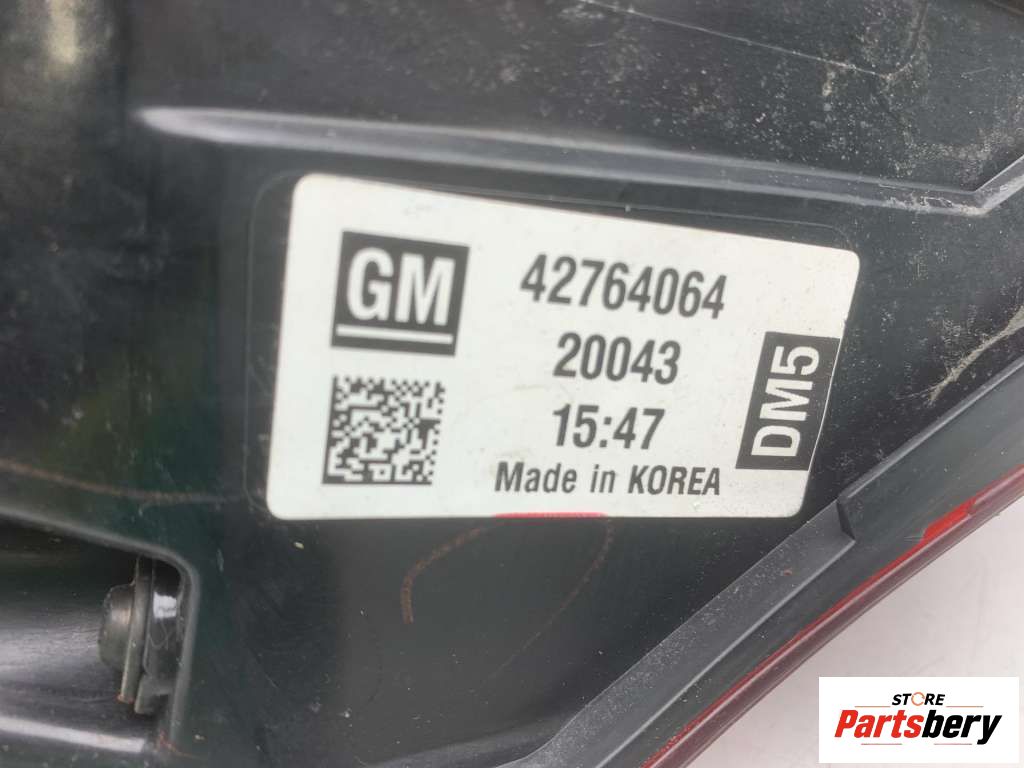 GM
42764064
20043
15:47
Made in KOREA
DM5
STORE
Partsbery